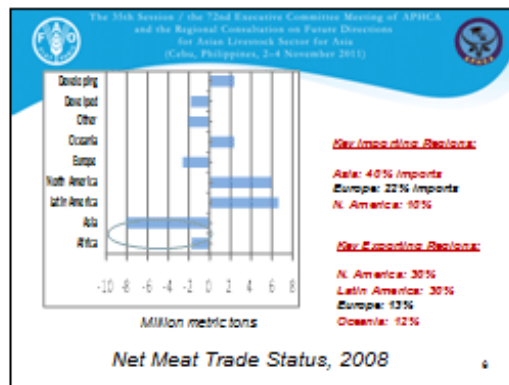 The 35th Session / the 72nd Executive Committee Meeting of APHCA
and the Regional Consultation on Future Directions
for Asian Livestock Sector for Asia
(Cebu, Philippines, 2-4 November 2011)
FAO
APHCA
Developing
Developed
Other
Oceania
Europe
North America
Latin America
Asia
Africa
-10 -8 -6 -4 -2 0 2 4 6 8
Million metric tons
Key Importing Regions:
Asia: 40% imports
Europe: 22% imports
N. America: 10%
Key Exporting Regions:
N. America: 30%
Latin America: 30%
Europe: 13%
Oceania: 12%
Net Meat Trade Status, 2008